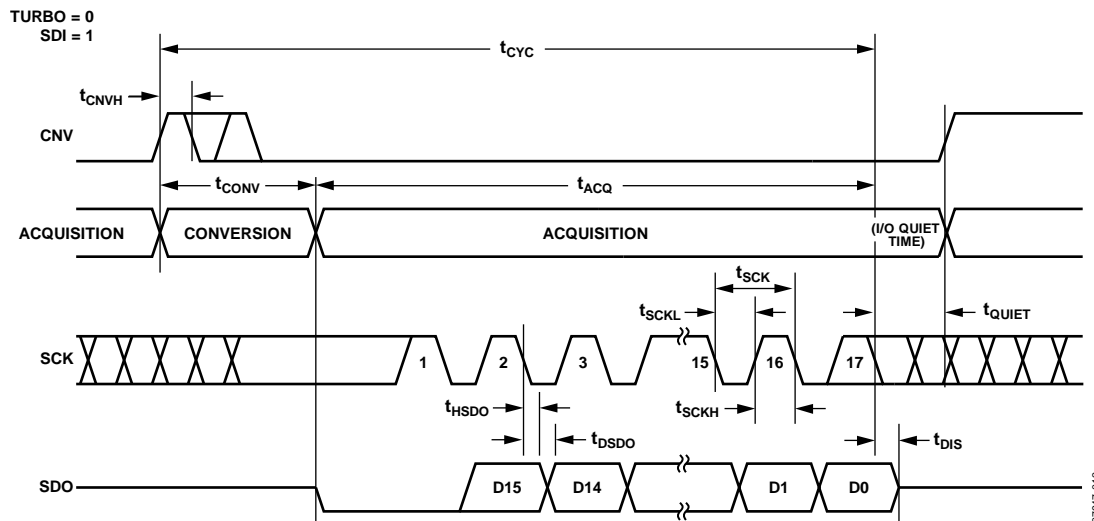 TURBO = 0
SDI = 1
tCYC
tCNVH
CNV
tCONV
tACQ
ACQUISITION
CONVERSION
ACQUISITION
(I/O QUIET
TIME)
tSCK
tSCKL
tQUIET
SCK
1
2
3
15
16
17
tHSDO
tSCKH
tDSDO
tDIS
SDO
D15
D14
D1
D0